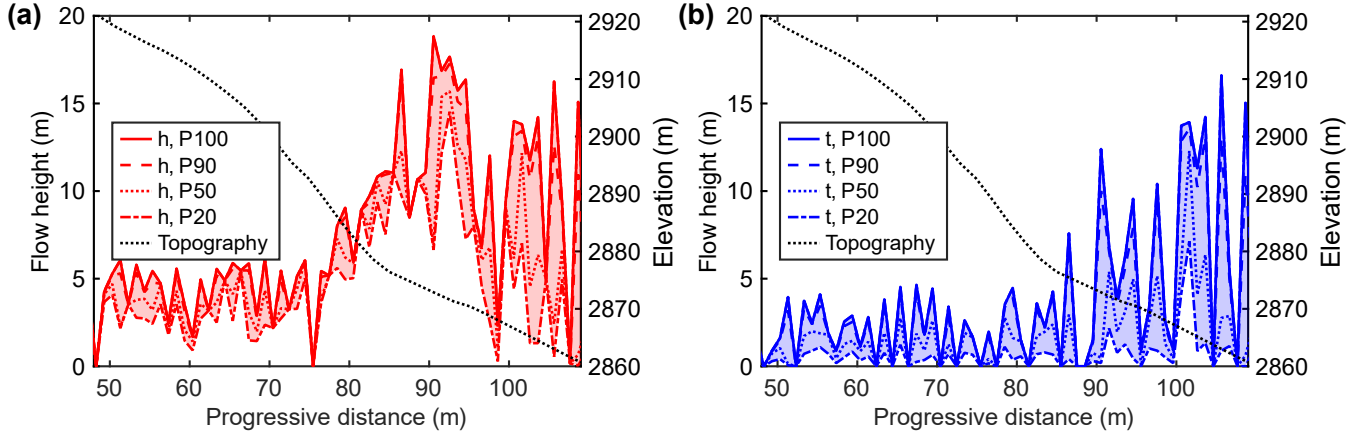 (a)
20
15
10
5
0
Flow height (m)
h, P100
h, P90
h, P50
h, P20
Topography
50 60 70 80 90 100
Progressive distance (m)
2920
2910
2900
2890
2880
2870
2860
Elevation (m)
(b)
20
15
10
5
0
Flow height (m)
t, P100
t, P90
t, P50
t, P20
Topography
50 60 70 80 90 100
Progressive distance (m)
2920
2910
2900
2890
2880
2870
2860
Elevation (m)